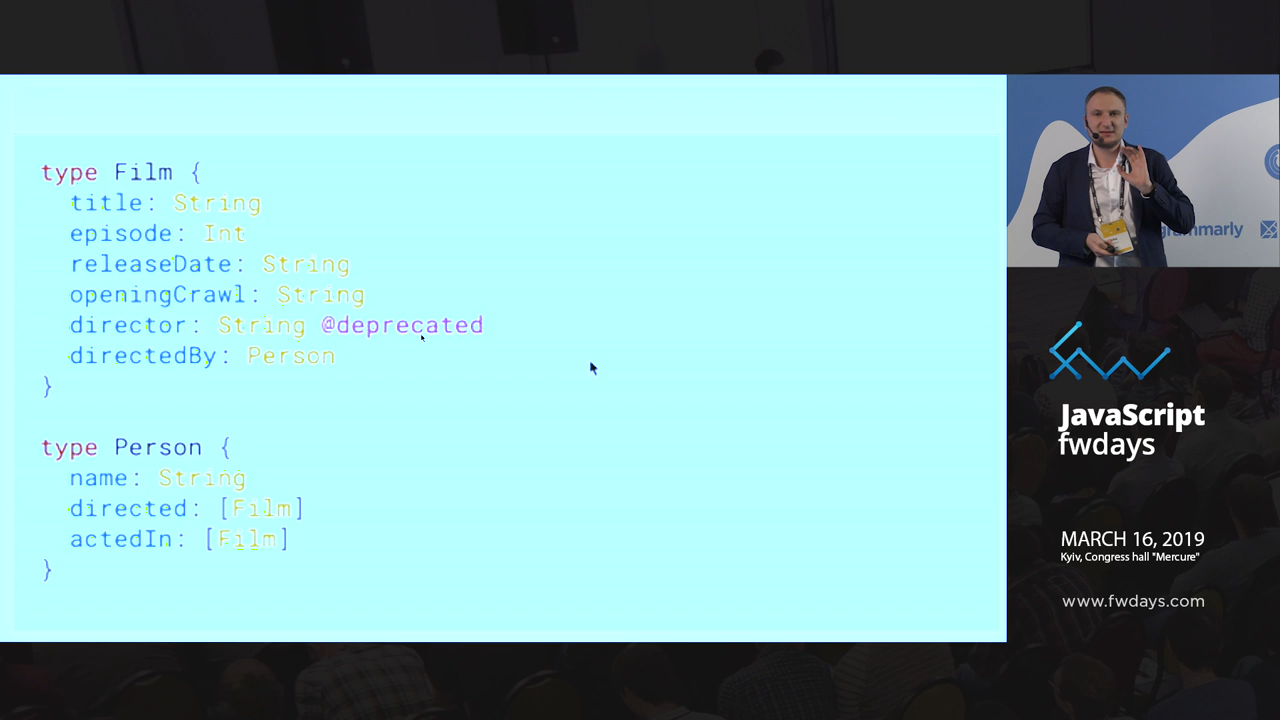 type Film {
title: String
episode: Int
releaseDate: String
openingCrawl: String
director: String @deprecated
directedBy: Person
}
type Person {
name: String
directed: [Film]
actedIn: [Film]
}
grammarly
JavaScript
fwdays
MARCH 16, 2019
Kyiv, Congress hall "Mercure"
www.fwdays.com